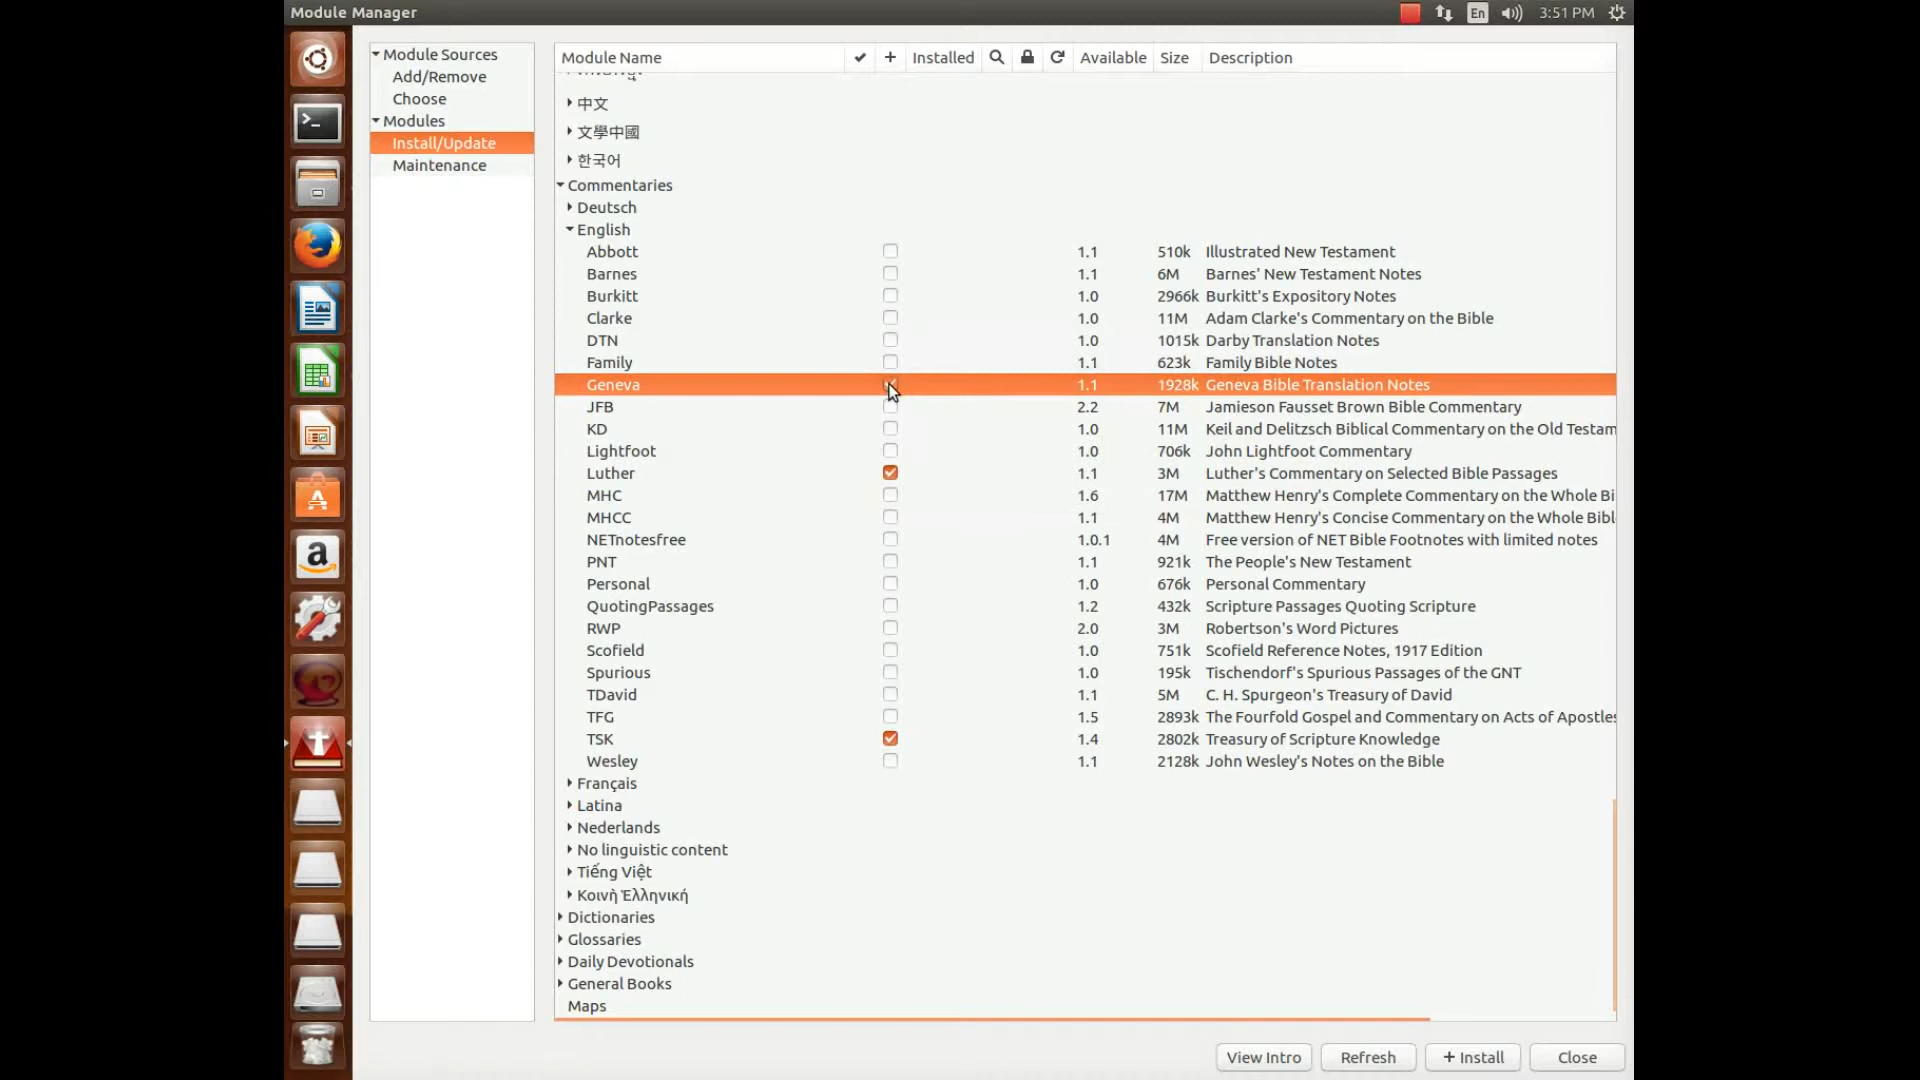 Module Manager
En
3:51 PM
Module Sources
Add/Remove
Choose
Modules
Install/Update
Maintenance
Module Name Installed Available Size Description
中文
文學中國
한국어
Commentaries
Deutsch
English
Abbott 1.1 510k Illustrated New Testament
Barnes 1.1 6M Barnes' New Testament Notes
Burkitt 1.0 2966k Burkitt's Expository Notes
Clarke 1.0 11M Adam Clarke's Commentary on the Bible
DTN 1.0 1015k Darby Translation Notes
Family 1.1 623k Family Bible Notes
Geneva 1.1 1928k Geneva Bible Translation Notes
JFB 2.2 7M Jamieson Fausset Brown Bible Commentary
KD 1.0 11M Keil and Delitzsch Biblical Commentary on the Old Testam
Lightfoot 1.0 706k John Lightfoot Commentary
Luther 1.1 3M Luther's Commentary on Selected Bible Passages
MHC 1.6 17M Matthew Henry's Complete Commentary on the Whole Bi
MHCC 1.1 4M Matthew Henry's Concise Commentary on the Whole Bibl
NETnotesfree 1.0.1 4M Free version of NET Bible Footnotes with limited notes
PNT 1.1 921k The People's New Testament
Personal 1.0 676k Personal Commentary
QuotingPassages 1.2 432k Scripture Passages Quoting Scripture
RWP 2.0 3M Robertson's Word Pictures
Scofield 1.0 751k Scofield Reference Notes, 1917 Edition
Spurious 1.0 195k Tischendorf's Spurious Passages of the GNT
TDavid 1.1 5M C. H. Spurgeon's Treasury of David
TFG 1.5 2893k The Fourfold Gospel and Commentary on Acts of Apostles
TSK 1.4 2802k Treasury of Scripture Knowledge
Wesley 1.1 2128k John Wesley's Notes on the Bible
Français
Latina
Nederlands
No linguistic content
Tiếng Việt
Κοινὴ Ἑλληνική
Dictionaries
Glossaries
Daily Devotionals
General Books
Maps
View Intro Refresh + Install Close